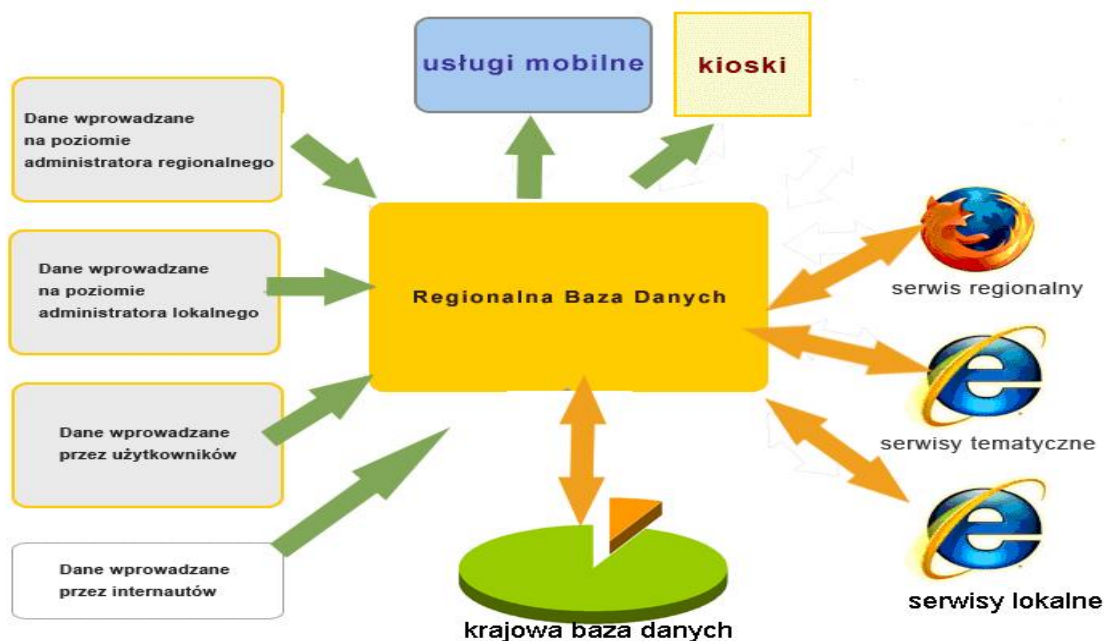 usługi mobilne
kioski
Dane wprowadzane
na poziomie
administratora regionalnego
Dane wprowadzane
na poziomie
administratora lokalnego
Regionalna Baza Danych
serwis regionalny
Dane wprowadzane
przez użytkowników
serwisy tematyczne
Dane wprowadzane
przez internautów
serwisy lokalne
krajowa baza danych